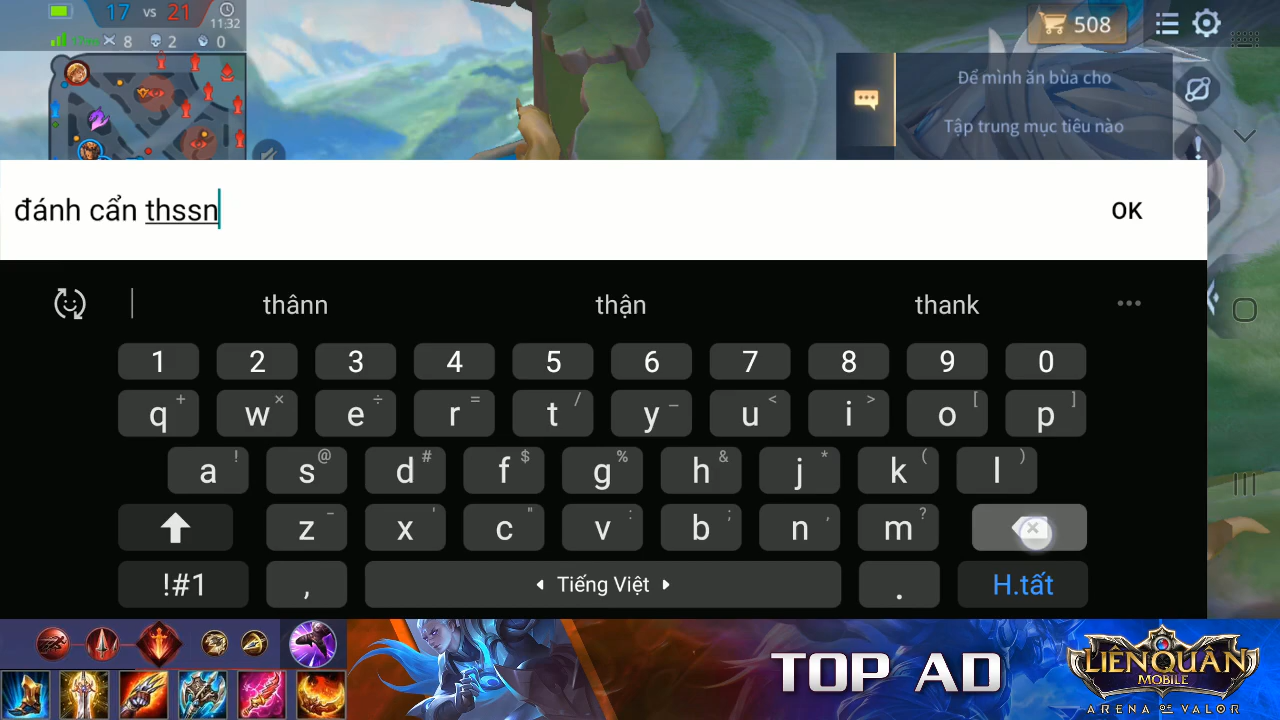 17 vs 21
11:32
8 2 0
508
Để mình ăn bùa cho
Tập trung mục tiêu nào
đánh cẩn thssn
OK
thânn thận thank
1 2 3 4 5 6 7 8 9 0
q + w × e ÷ r = t / y _ u < i > o [ p ]
a ! s @ d # f $ g % h & j * k ( l )
z - x ' c " v : b ; n , m ?
!#1 , Tiếng Việt . H.tất
TOP AD
LIÊN QUÂN
MOBILE
ARENA OF VALOR